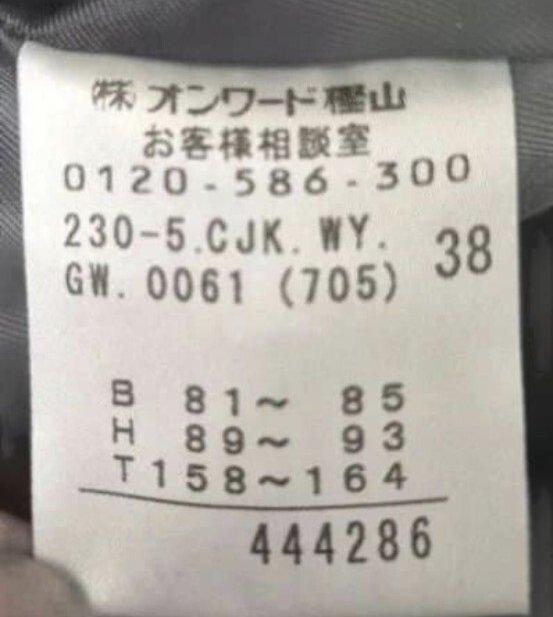 ㈱オンワード樫山
お客様相談室
0120-586-300
230-5.CJK.WY. 38
GW.0061 (705)
B 81～ 85
H 89～ 93
T158～164
444286